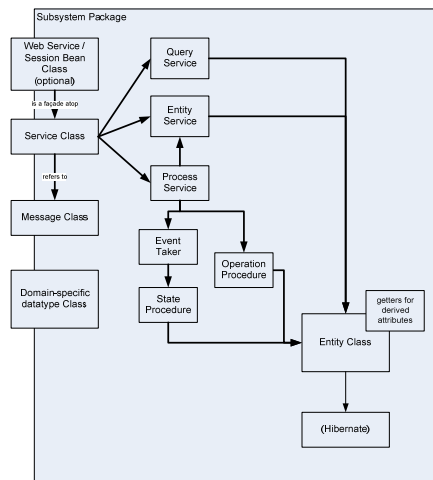 Subsystem Package
Web Service /
Session Bean
Class
(optional)
is a façade atop
Service Class
refers to
Message Class
Domain-specific
datatype Class
Query
Service
Entity
Service
Process
Service
Event
Taker
Operation
Procedure
State
Procedure
getters for
derived
attributes
Entity Class
(Hibernate)